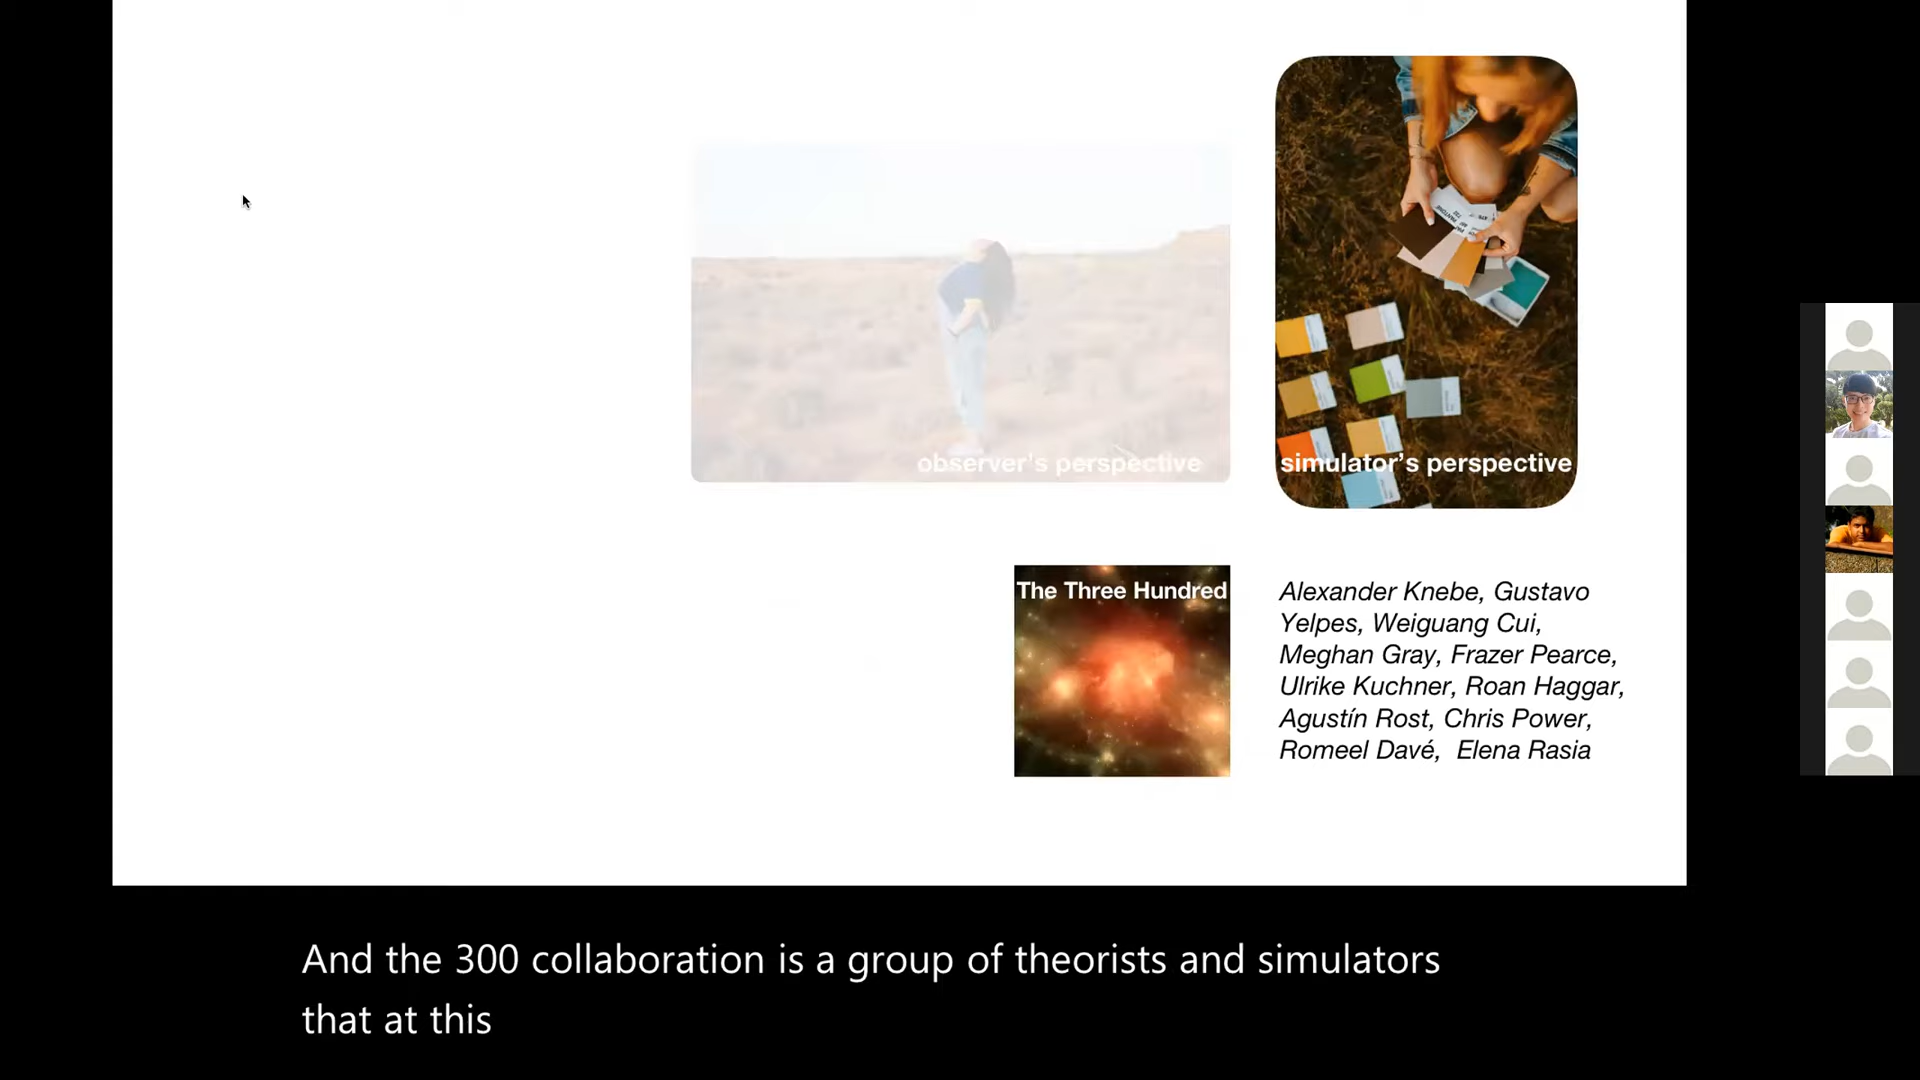 observer's perspective
simulator's perspective
The Three Hundred
Alexander Knebe, Gustavo
Yelpes, Weiguang Cui,
Meghan Gray, Frazer Pearce,
Ulrike Kuchner, Roan Haggar,
Agustín Rost, Chris Power,
Romeel Davé, Elena Rasia
And the 300 collaboration is a group of theorists and simulators
that at this